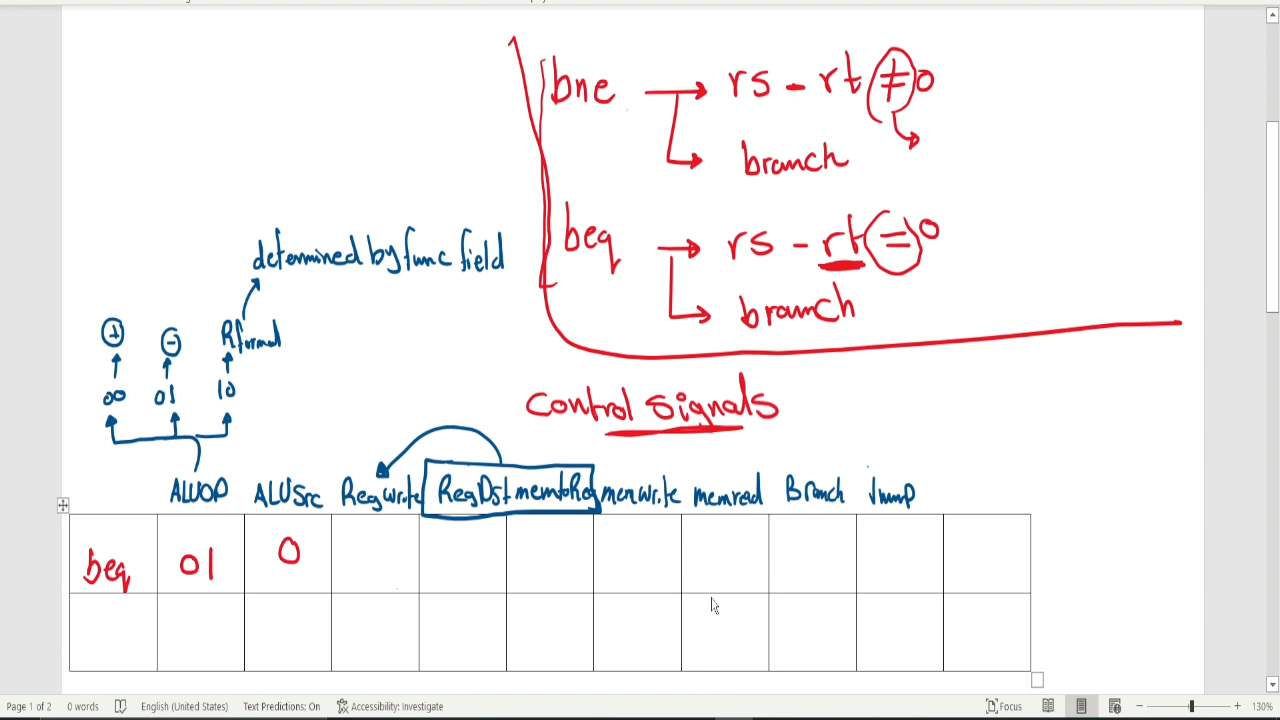 bne → rs - rt ≠ 0
branch
beq → rs - rt = 0
branch
determined by func field
+ - Rformat
00 01 10
control signals
ALUOP ALUSrc RegWrite RegDst memtoReg memwrite memread Branch Jump
beq 01 0
Page 1 of 2 0 words English (United States) Text Predictions: On Accessibility: Investigate Focus 130%